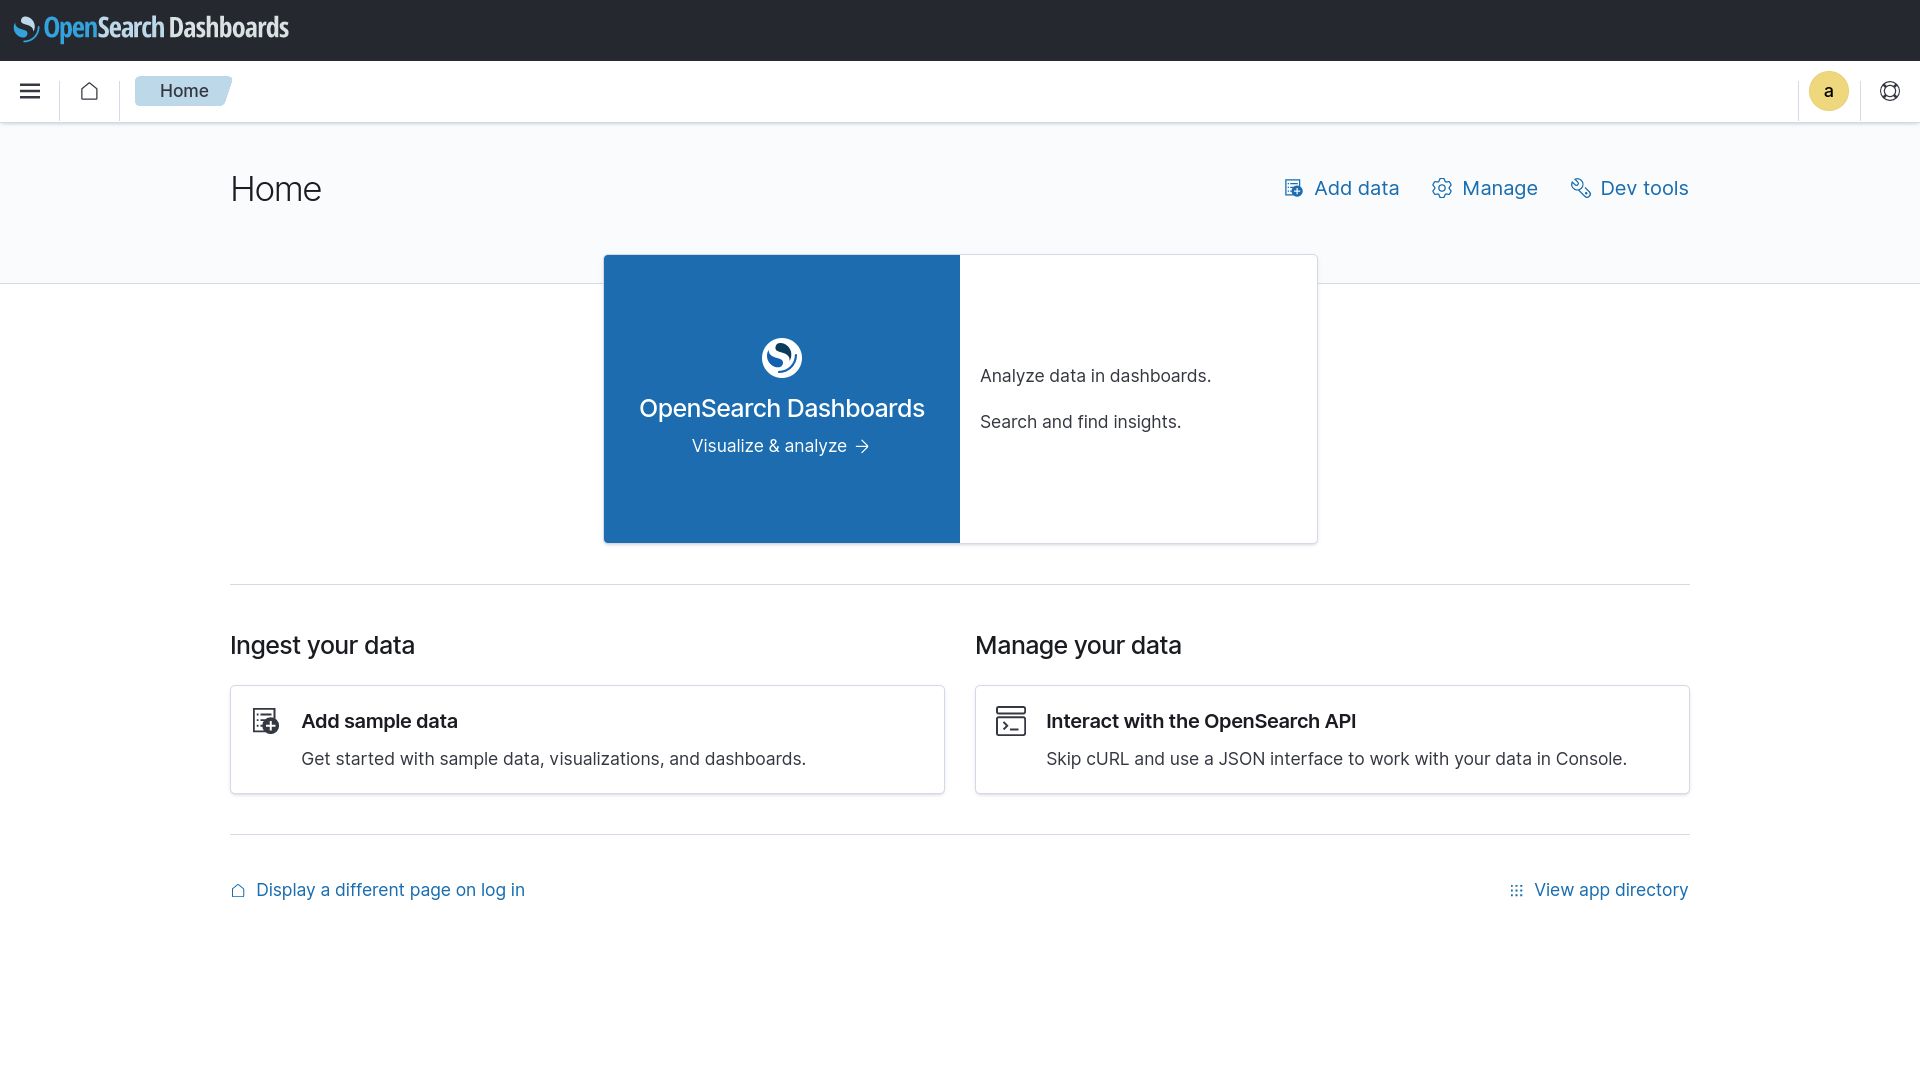 OpenSearch Dashboards
Home
a
Home
Add data
Manage
Dev tools
OpenSearch Dashboards
Visualize & analyze →
Analyze data in dashboards.
Search and find insights.
Ingest your data
Add sample data
Get started with sample data, visualizations, and dashboards.
Manage your data
Interact with the OpenSearch API
Skip cURL and use a JSON interface to work with your data in Console.
Display a different page on log in
View app directory